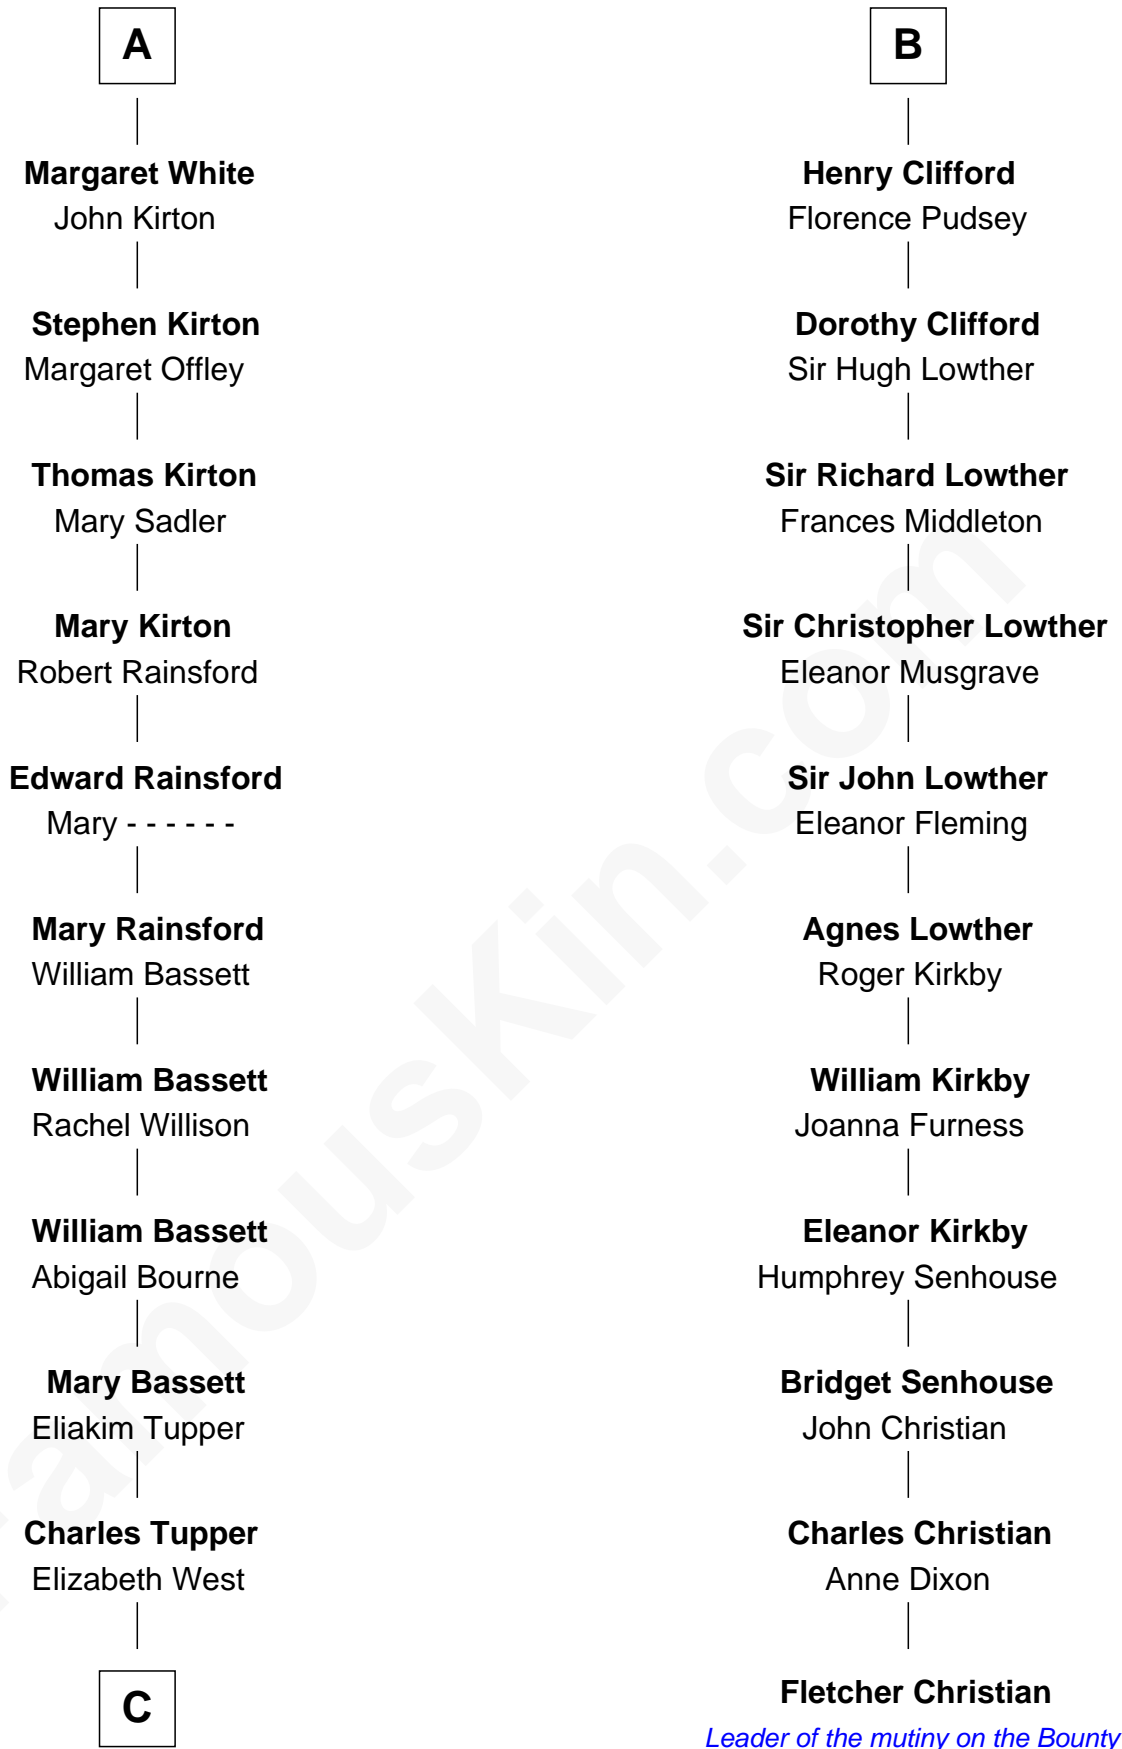 A
Margaret White
John Kirton
Stephen Kirton
Margaret Offley
Thomas Kirton
Mary Sadler
Mary Kirton
Robert Rainsford
Edward Rainsford
Mary - - - - - -
Mary Rainsford
William Bassett
William Bassett
Rachel Willison
William Bassett
Abigail Bourne
Mary Bassett
Eliakim Tupper
Charles Tupper
Elizabeth West
C
B
Henry Clifford
Florence Pudsey
Dorothy Clifford
Sir Hugh Lowther
Sir Richard Lowther
Frances Middleton
Sir Christopher Lowther
Eleanor Musgrave
Sir John Lowther
Eleanor Fleming
Agnes Lowther
Roger Kirkby
William Kirkby
Joanna Furness
Eleanor Kirkby
Humphrey Senhouse
Bridget Senhouse
John Christian
Charles Christian
Anne Dixon
Fletcher Christian
Leader of the mutiny on the Bounty
FamousKin.com